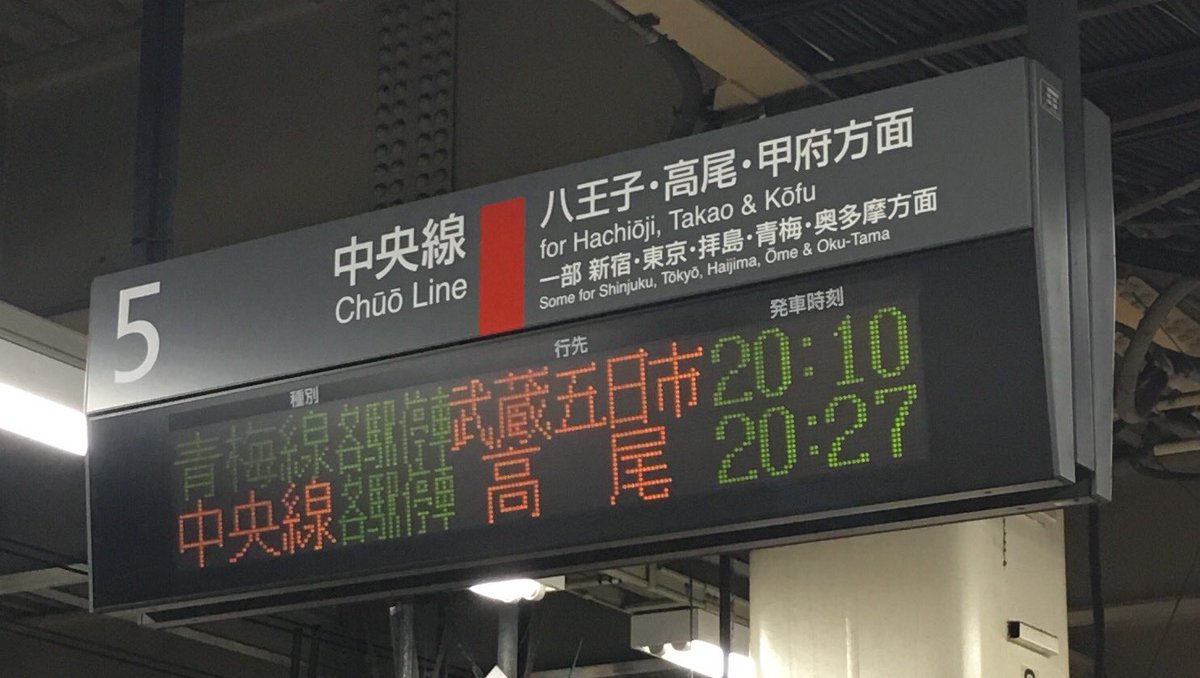 5
中央線
Chūō Line
八王子・高尾・甲府方面
for Hachiōji, Takao & Kōfu
一部 新宿・東京・拝島・青梅・奥多摩方面
Some for Shinjuku, Tōkyō, Haijima, Ōme & Oku-Tama
種別 行先 発車時刻
青梅線 各駅停車 武蔵五日市 20:10
中央線 各駅停車 高尾 20:27